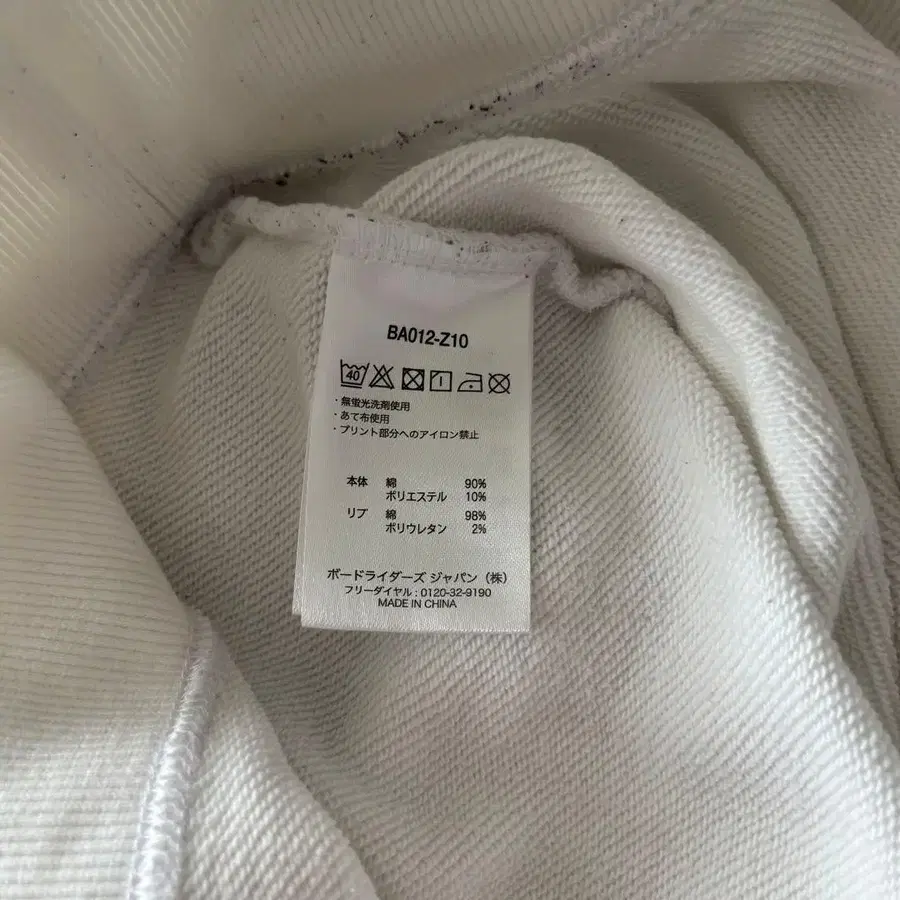 BA012-Z10
40
・無蛍光洗剤使用
・あて布使用
・プリント部分へのアイロン禁止
本体 綿 90%
ポリエステル 10%
リブ 綿 98%
ポリウレタン 2%
ボードライダーズ ジャパン（株）
フリーダイヤル : 0120-32-9190
MADE IN CHINA